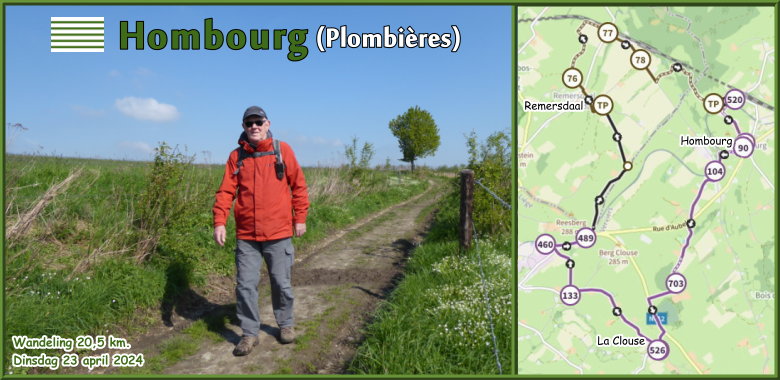 Hombourg (Plombières)
77
78
76
TP
Remersdaal
TP
520
Hombourg
90
104
Rue d'Aubel
Reesberg
288
489
460
Berg Clouse
285 m
703
133
La Clouse
526
Bois d
Wandeling 20,5 km.
Dinsdag 23 april 2024